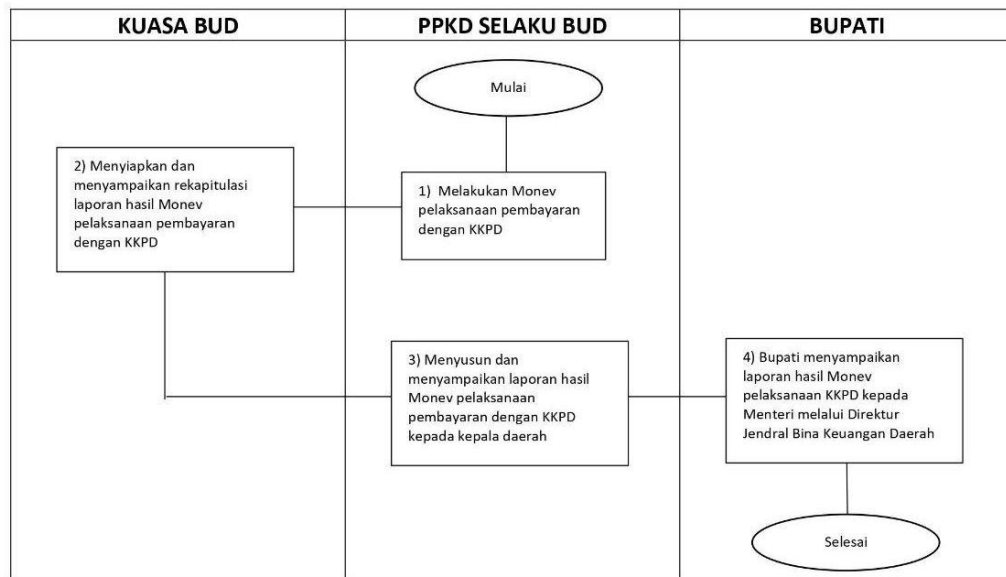 KUASA BUD
PPKD SELAKU BUD
BUPATI
Mulai
2) Menyiapkan dan
menyampaikan rekapitulasi
laporan hasil Monev
pelaksanaan pembayaran
dengan KKPD
1) Melakukan Monev
pelaksanaan pembayaran
dengan KKPD
3) Menyusun dan
menyampaikan laporan hasil
Monev pelaksanaan
pembayaran dengan KKPD
kepada kepala daerah
4) Bupati menyampaikan
laporan hasil Monev
pelaksanaan KKPD kepada
Menteri melalui Direktur
Jendral Bina Keuangan Daerah
Selesai